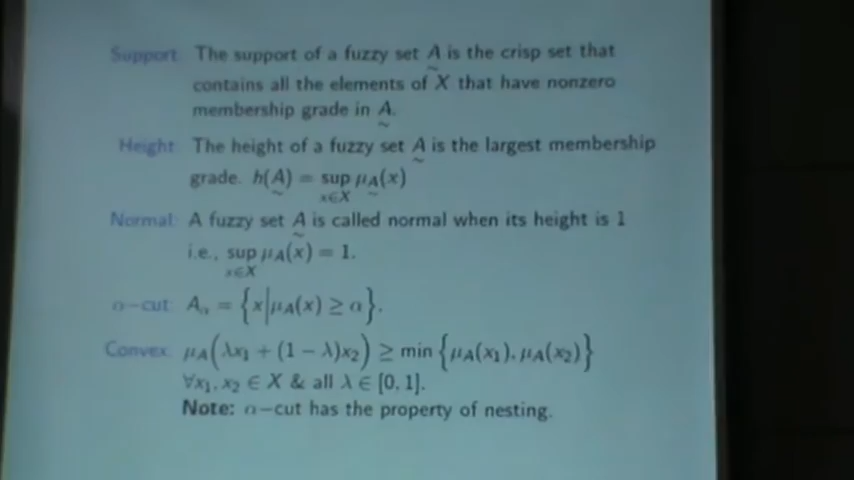 Support The support of a fuzzy set A is the crisp set that
contains all the elements of X that have nonzero
membership grade in A.
Height The height of a fuzzy set A is the largest membership
grade. h(A) = sup μA(x)
x∈X
Normal A fuzzy set A is called normal when its height is 1
i.e., sup μA(x) = 1.
x∈X
α−cut Aα = {x|μA(x) ≥ α}.
Convex μA(λx1 + (1 − λ)x2) ≥ min {μA(x1), μA(x2)}
∀x1, x2 ∈ X & all λ ∈ [0, 1].
Note: α−cut has the property of nesting.